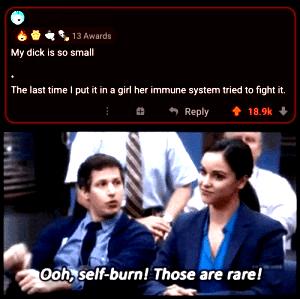 13 Awards
My dick is so small
.
The last time I put it in a girl her immune system tried to fight it.
Reply
18.9k
Ooh, self-burn! Those are rare!